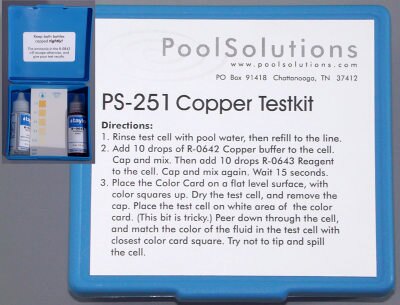 Keep both bottles
capped tightly!
PoolSolutions
www.poolsolutions.com
PO Box 91418 Chattanooga, TN 37412
PS-251 Copper Testkit
Directions:
1. Rinse test cell with pool water, then refill to the line.
2. Add 10 drops of R-0642 Copper buffer to the cell.
Cap and mix. Then add 10 drops R-0643 Reagent
to the cell. Cap and mix again. Wait 15 seconds.
3. Place the Color Card on a flat level surface, with
color squares up. Dry the test cell, and remove the
cap. Place the test cell on white area of the color
card. (This bit is tricky.) Peer down through the cell,
and match the color of the fluid in the test cell with
closest color card square. Try not to tip and spill
the cell.